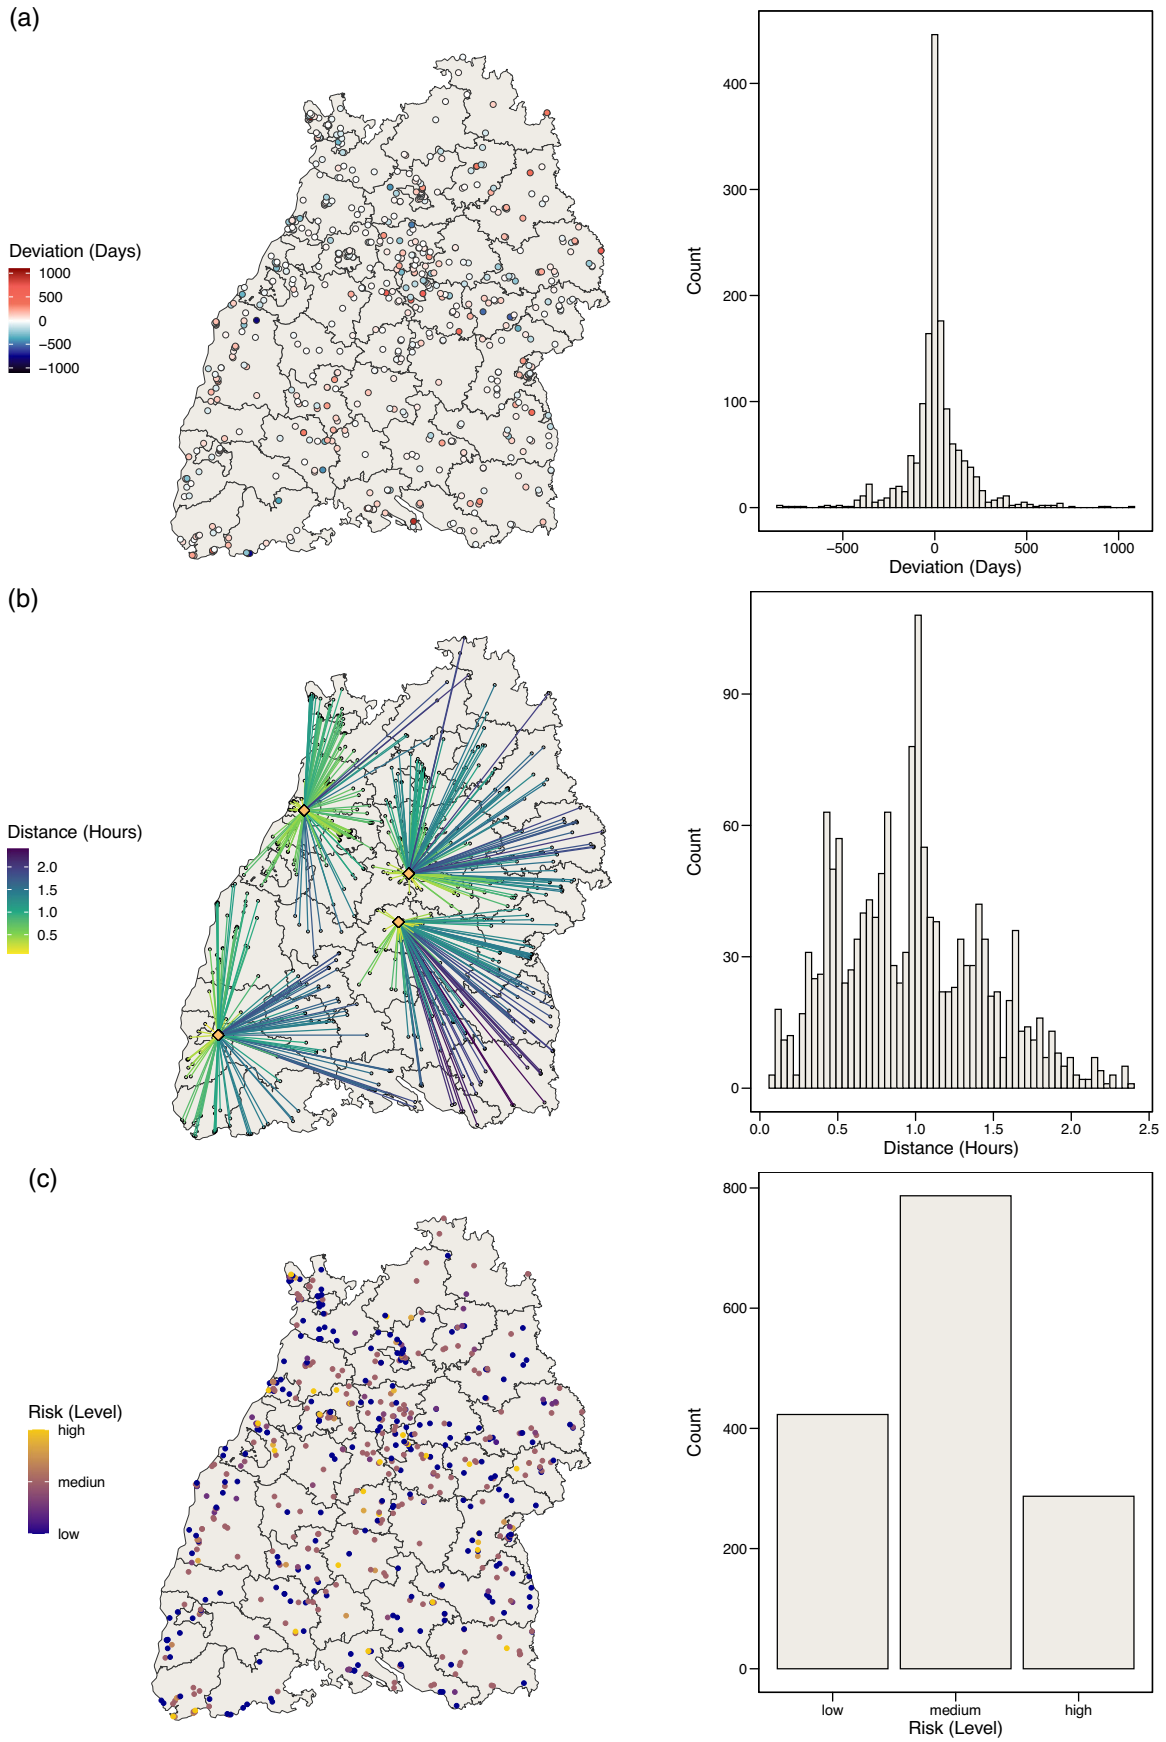 (a)
Deviation (Days)
1000
500
0
−500
−1000
Count
400
300
200
100
0
−500 0 500 1000
Deviation (Days)
(b)
Distance (Hours)
2.0
1.5
1.0
0.5
Count
90
60
30
0
0.0 0.5 1.0 1.5 2.0 2.5
Distance (Hours)
(c)
Risk (Level)
high
mediun
low
Count
800
600
400
200
0
low medium high
Risk (Level)